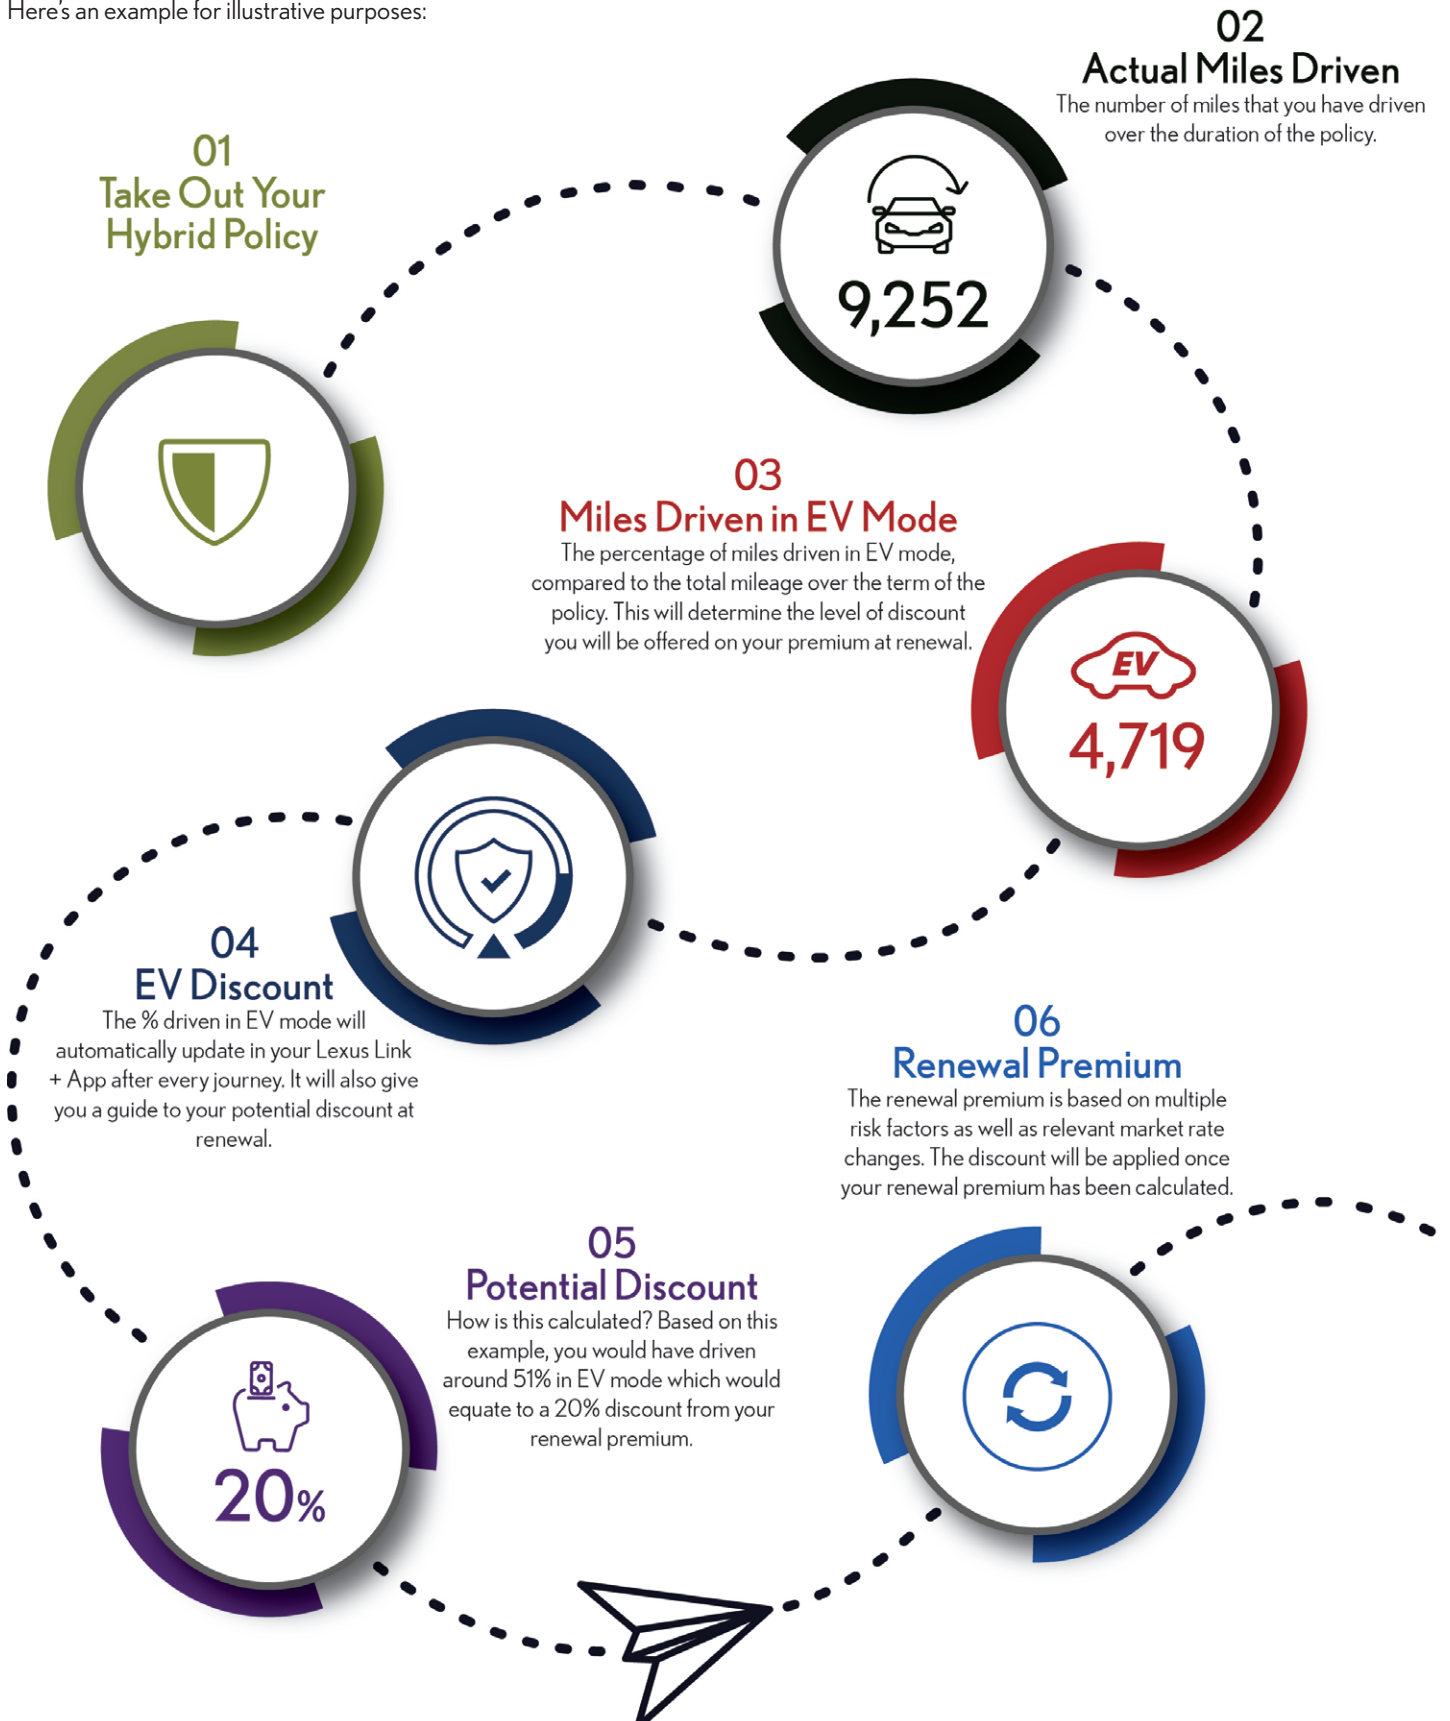 Here's an example for illustrative purposes:
01
Take Out Your
Hybrid Policy
02
Actual Miles Driven
The number of miles that you have driven
over the duration of the policy.
9,252
03
Miles Driven in EV Mode
The percentage of miles driven in EV mode,
compared to the total mileage over the term of the
policy. This will determine the level of discount
you will be offered on your premium at renewal.
EV
4,719
04
EV Discount
The % driven in EV mode will
automatically update in your Lexus Link
+ App after every journey. It will also give
you a guide to your potential discount at
renewal.
05
Potential Discount
How is this calculated? Based on this
example, you would have driven
around 51% in EV mode which would
equate to a 20% discount from your
renewal premium.
20%
06
Renewal Premium
The renewal premium is based on multiple
risk factors as well as relevant market rate
changes. The discount will be applied once
your renewal premium has been calculated.